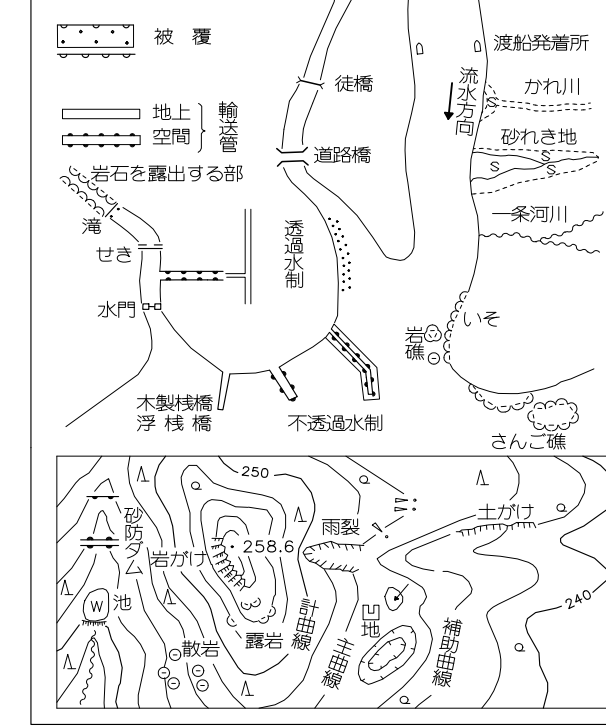 被覆
渡船発着所
徒橋
流水方向
かれ川
地上
空間
輸送管
砂れき地
道路橋
岩石を露出する部
滝
透過水制
一条河川
せき
水門
いそ
岩礁
木製桟橋
浮桟橋
不透過水制
さんご礁
250
砂防ダム
雨裂
土がけ
岩がけ
258.6
W
池
計曲線
凹地
240
露岩
主曲線
補助曲線
散岩